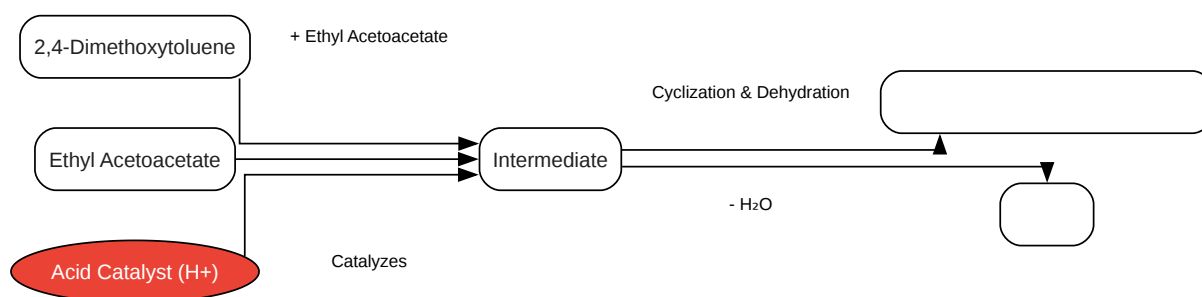 2,4-Dimethoxytoluene
+ Ethyl Acetoacetate
Cyclization & Dehydration
Ethyl Acetoacetate
Intermediate
- H₂O
Acid Catalyst (H+)
Catalyzes